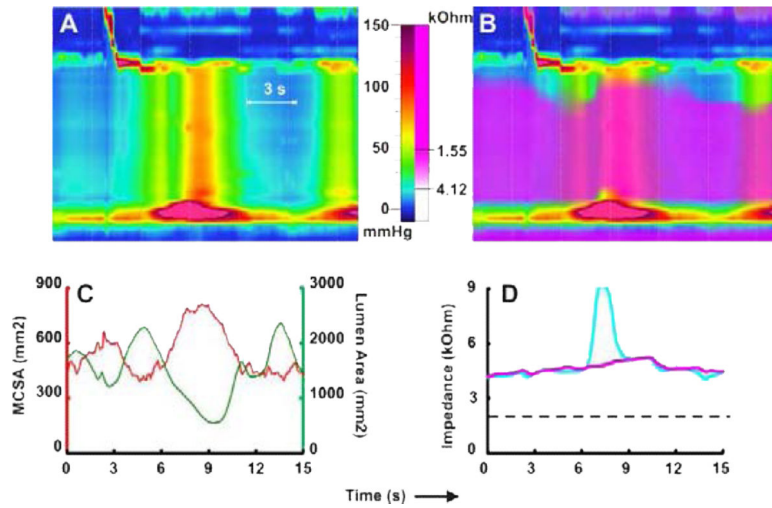 A
3 s
150
100
50
0
mmHg
kOhm
1.55
4.12
B
C
MCSA (mm2)
900
600
300
0
0 3 6 9 12 15
3000
2000
1000
0
Lumen Area (mm2)
D
Impedance (kOhm)
9
6
3
0
0 3 6 9 12 15
Time (s)